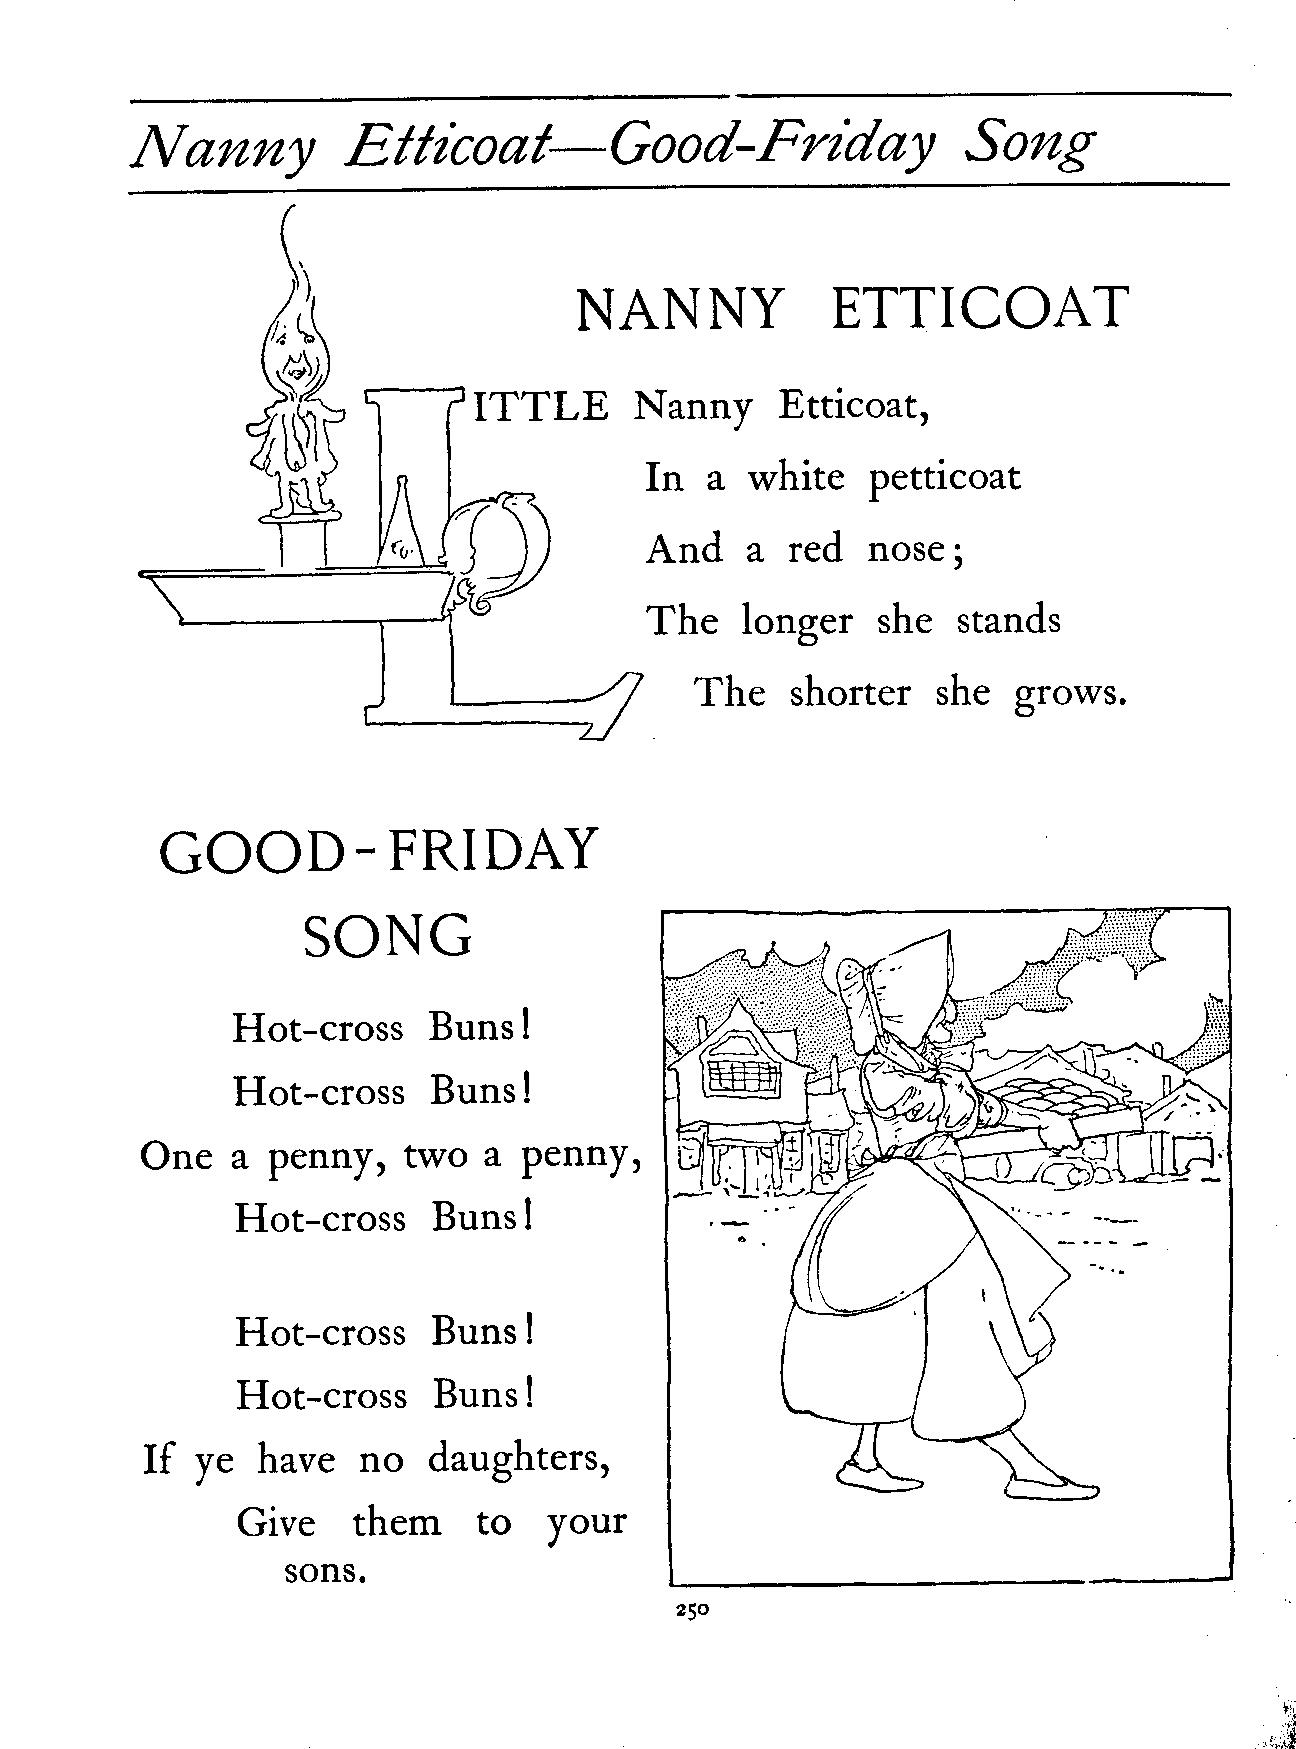 Nanny Etticoat—Good-Friday Song
NANNY ETTICOAT
LITTLE Nanny Etticoat,
In a white petticoat
And a red nose;
The longer she stands
The shorter she grows.
GOOD-FRIDAY
SONG
Hot-cross Buns!
Hot-cross Buns!
One a penny, two a penny,
Hot-cross Buns!
Hot-cross Buns!
Hot-cross Buns!
If ye have no daughters,
Give them to your
sons.
250